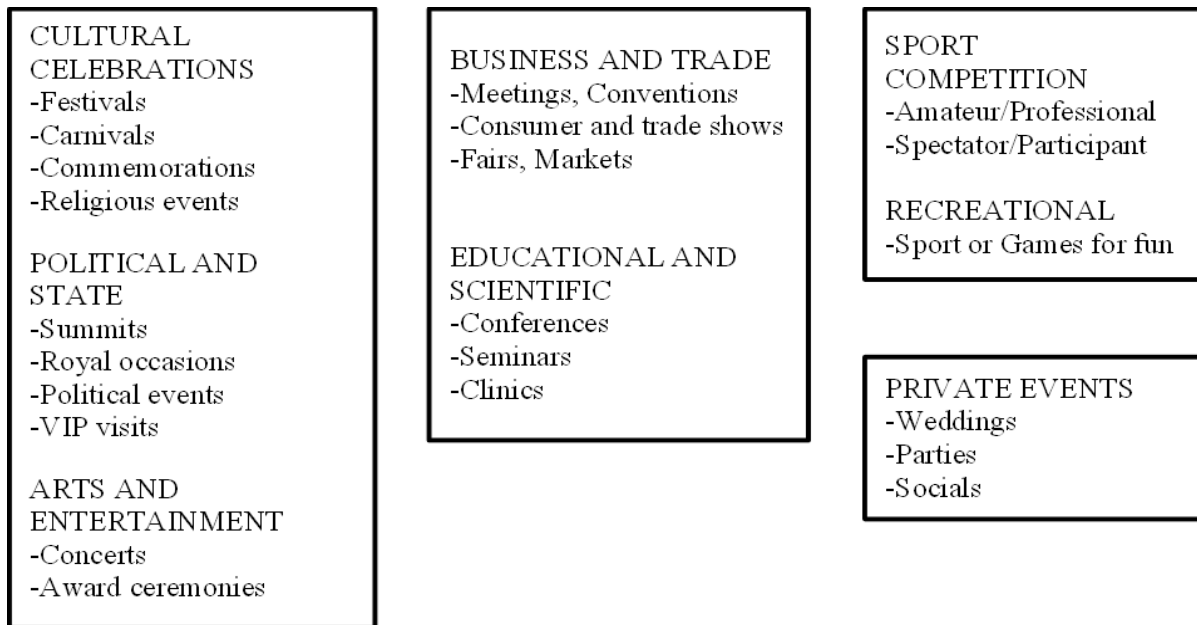 CULTURAL
CELEBRATIONS
-Festivals
-Carnivals
-Commemorations
-Religious events
POLITICAL AND
STATE
-Summits
-Royal occasions
-Political events
-VIP visits
ARTS AND
ENTERTAINMENT
-Concerts
-Award ceremonies
BUSINESS AND TRADE
-Meetings, Conventions
-Consumer and trade shows
-Fairs, Markets
EDUCATIONAL AND
SCIENTIFIC
-Conferences
-Seminars
-Clinics
SPORT
COMPETITION
-Amateur/Professional
-Spectator/Participant
RECREATIONAL
-Sport or Games for fun
PRIVATE EVENTS
-Weddings
-Parties
-Socials